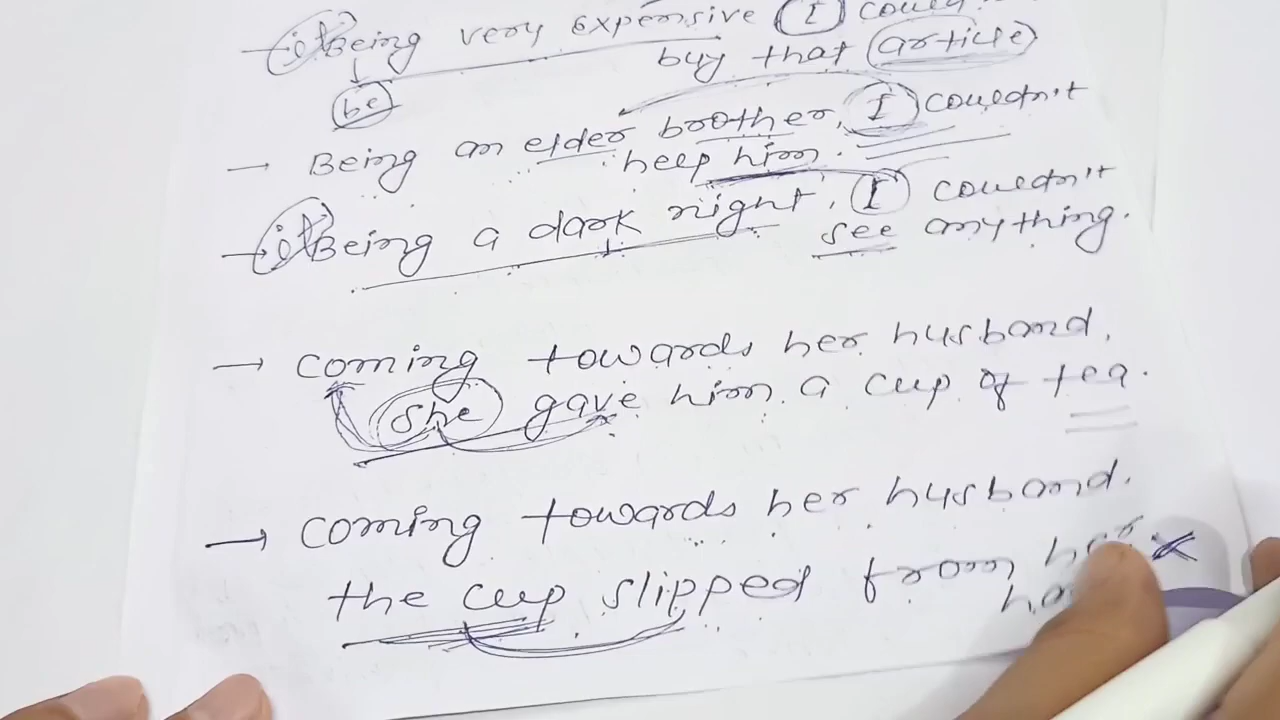 it Being very expensive I
buy that article
be
→ Being an elder brother, I couldn't
help him.
→ it Being a dark night, I couldn't
see anything.
→ Coming towards her husband,
she gave him a cup of tea.
→ Coming towards her husband,
the cup slipped from her x